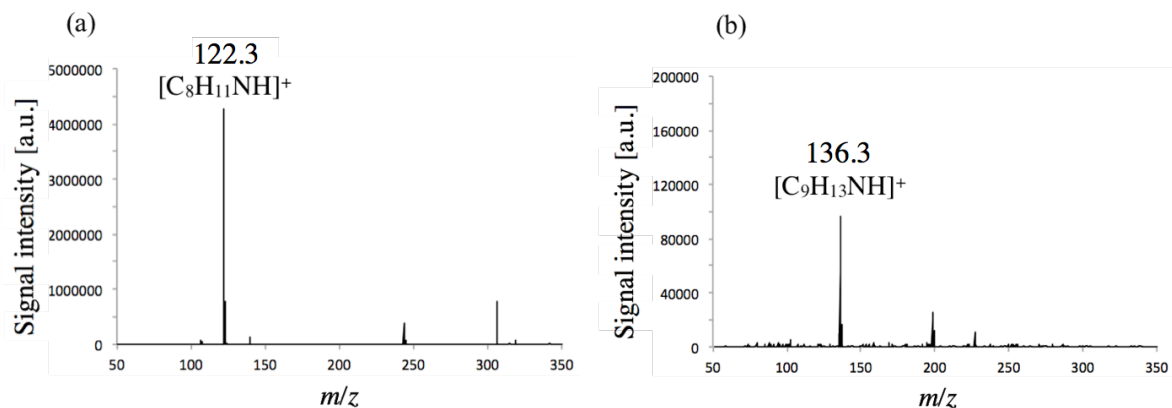 (a)
122.3
[C₈H₁₁NH]⁺
Signal intensity [a.u.]
5000000
4000000
3000000
2000000
1000000
0
50 100 150 200 250 300 350
m/z
(b)
136.3
[C₉H₁₃NH]⁺
Signal intensity [a.u.]
200000
160000
120000
80000
40000
0
50 100 150 200 250 300 350
m/z